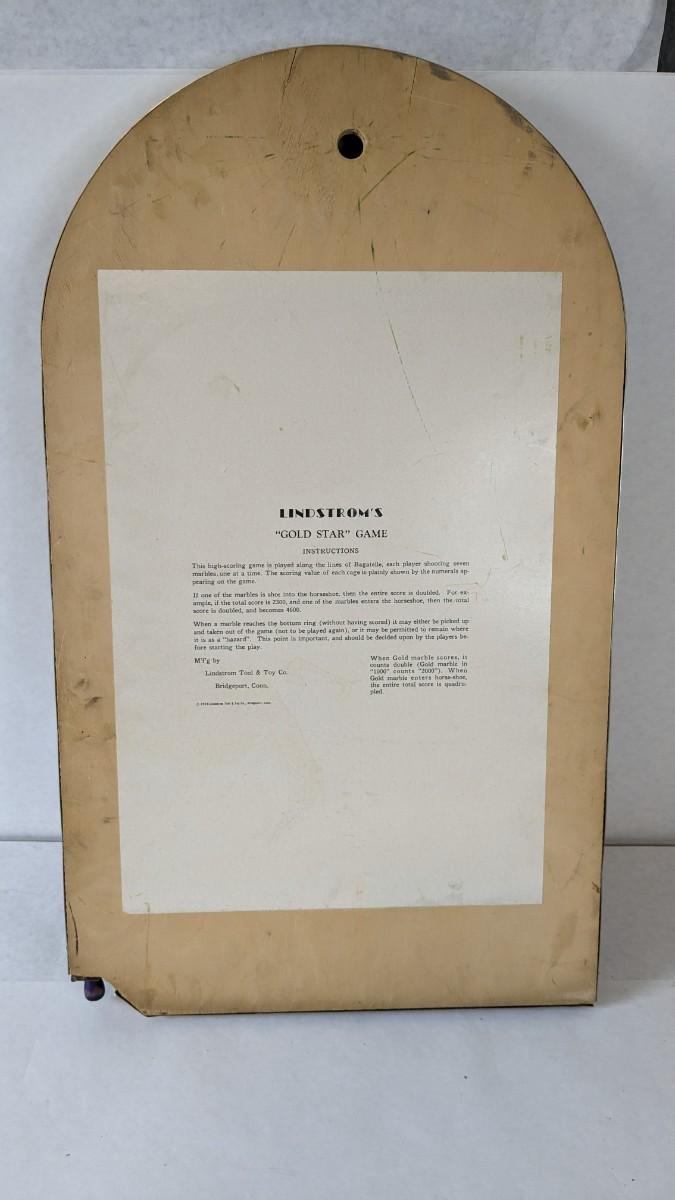 LINDSTROM'S
"GOLD STAR" GAME
INSTRUCTIONS
This high-scoring game is played along the lines of Bagatelle, each player shooting seven
marbles, one at a time. The scoring value of each cage is plainly shown by the numerals ap-
pearing on the game.
If one of the marbles is shot into the horseshoe, then the entire score is doubled. For ex-
ample, if the total score is 2300, and one of the marbles enters the horseshoe, then the total
score is doubled, and becomes 4600.
When a marble reaches the bottom ring (without having scored) it may either be picked up
and taken out of the game (not to be played again), or it may be permitted to remain where
it is as a "hazard". This point is important, and should be decided upon by the players be-
fore starting the play.
M'f'g by
Lindstrom Tool & Toy Co.
Bridgeport, Conn.
When Gold marble scores, it
counts double (Gold marble in
"1000" counts "2000"). When
Gold marble enters horse-shoe,
the entire total score is quadru-
pled.
Lindstrom Tool & Toy Co., Bridgeport, Conn.